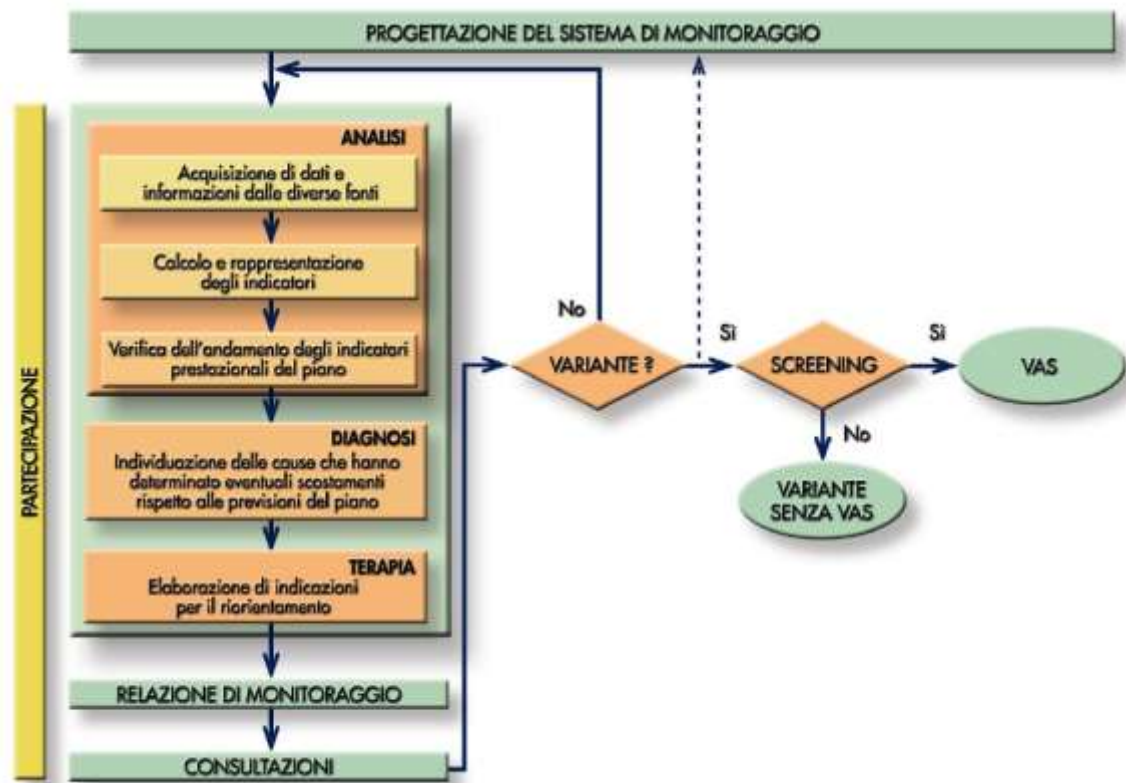 PROGETTAZIONE DEL SISTEMA DI MONITORAGGIO
PARTECIPAZIONE
ANALISI
Acquisizione di dati e
informazioni dalle diverse fonti
Calcolo e rappresentazione
degli indicatori
Verifica dell'andamento degli indicatori
prestazionali del piano
DIAGNOSI
Individuazione delle cause che hanno
determinato eventuali scostamenti
rispetto alle previsioni del piano
TERAPIA
Elaborazione di indicazioni
per il riorientamento
RELAZIONE DI MONITORAGGIO
CONSULTAZIONI
No
VARIANTE ?
Sì
SCREENING
Sì
VAS
No
VARIANTE
SENZA VAS